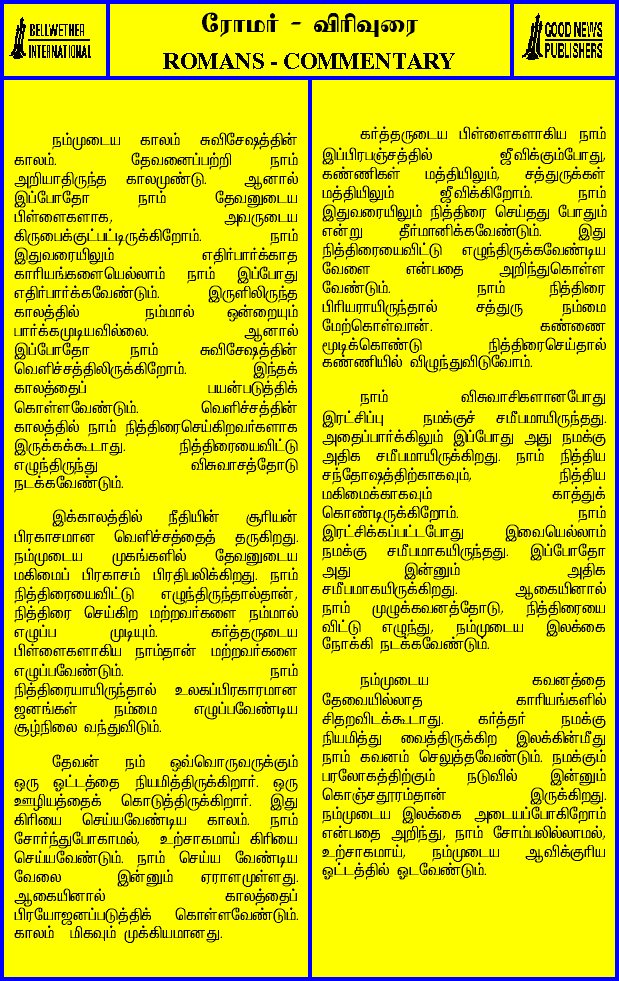 BELLWETHER
INTERNATIONAL
ரோமர் - விரிவுரை
ROMANS - COMMENTARY
GOOD NEWS
PUBLISHERS
நம்முடைய காலம் சுவிசேஷத்தின்
காலம். தேவனைப்பற்றி நாம்
அறியாதிருந்த காலமுண்டு. ஆனால்
இப்போதோ நாம் தேவனுடைய
பிள்ளைகளாக, அவருடைய
கிருபைக்குட்பட்டிருக்கிறோம். நாம்
இதுவரையிலும் எதிர்பார்க்காத
காரியங்களையெல்லாம் நாம் இப்போது
எதிர்பார்க்கவேண்டும். இருளிலிருந்த
காலத்தில் நம்மால் ஒன்றையும்
பார்க்கமுடியவில்லை. ஆனால்
இப்போதோ நாம் சுவிசேஷத்தின்
வெளிச்சத்திலிருக்கிறோம். இந்தக்
காலத்தைப் பயன்படுத்திக்
கொள்ளவேண்டும். வெளிச்சத்தின்
காலத்தில் நாம் நித்திரைசெய்கிறவர்களாக
இருக்கக்கூடாது. நித்திரையைவிட்டு
எழுந்திருந்து விசுவாசத்தோடு
நடக்கவேண்டும்.
இக்காலத்தில் நீதியின் சூரியன்
பிரகாசமான வெளிச்சத்தைத் தருகிறது.
நம்முடைய முகங்களில் தேவனுடைய
மகிமைப் பிரகாசம் பிரதிபலிக்கிறது. நாம்
நித்திரையைவிட்டு எழுந்திருந்தால்தான்,
நித்திரை செய்கிற மற்றவர்களை நம்மால்
எழுப்ப முடியும். கர்த்தருடைய
பிள்ளைகளாகிய நாம்தான் மற்றவர்களை
எழுப்பவேண்டும். நாம்
நித்திரையாயிருந்தால் உலகப்பிரகாரமான
ஜனங்கள் நம்மை எழுப்பவேண்டிய
சூழ்நிலை வந்துவிடும்.
தேவன் நம் ஒவ்வொருவருக்கும்
ஒரு ஓட்டத்தை நியமித்திருக்கிறார். ஒரு
ஊழியத்தைக் கொடுத்திருக்கிறார். இது
கிரியை செய்யவேண்டிய காலம். நாம்
சோர்ந்துபோகாமல், உற்சாகமாய் கிரியை
செய்யவேண்டும். நாம் செய்ய வேண்டிய
வேலை இன்னும் ஏராளமுள்ளது.
ஆகையினால் காலத்தைப்
பிரயோஜனப்படுத்திக் கொள்ளவேண்டும்.
காலம் மிகவும் முக்கியமானது.
கர்த்தருடைய பிள்ளைகளாகிய நாம்
இப்பிரபஞ்சத்தில் ஜீவிக்கும்போது,
கண்ணிகள் மத்தியிலும், சத்துருக்கள்
மத்தியிலும் ஜீவிக்கிறோம். நாம்
இதுவரையிலும் நித்திரை செய்தது போதும்
என்று தீர்மானிக்கவேண்டும். இது
நித்திரையைவிட்டு எழுந்திருக்கவேண்டிய
வேளை என்பதை அறிந்துகொள்ள
வேண்டும். நாம் நித்திரை
பிரியராயிருந்தால் சத்துரு நம்மை
மேற்கொள்வான். கண்ணை
மூடிக்கொண்டு நித்திரைசெய்தால்
கண்ணியில் விழுந்துவிடுவோம்.
நாம் விசுவாசிகளானபோது
இரட்சிப்பு நமக்குச் சமீபமாயிருந்தது.
அதைப்பார்க்கிலும் இப்போது அது நமக்கு
அதிக சமீபமாயிருக்கிறது. நாம் நித்திய
சந்தோஷத்திற்காகவும், நித்திய
மகிமைக்காகவும் காத்துக்
கொண்டிருக்கிறோம். நாம்
இரட்சிக்கப்பட்டபோது இவையெல்லாம்
நமக்கு சமீபமாகயிருந்தது. இப்போதோ
அது இன்னும் அதிக
சமீபமாகயிருக்கிறது. ஆகையினால்
நாம் முழுக்கவனத்தோடு, நித்திரையை
விட்டு எழுந்து, நம்முடைய இலக்கை
நோக்கி நடக்கவேண்டும்.
நம்முடைய கவனத்தை
தேவையில்லாத காரியங்களில்
சிதறவிடக்கூடாது. கர்த்தர் நமக்கு
நியமித்து வைத்திருக்கிற இலக்கின்மீது
நாம் கவனம் செலுத்தவேண்டும். நமக்கும்
பரலோகத்திற்கும் நடுவில் இன்னும்
கொஞ்சதூரம்தான் இருக்கிறது.
நம்முடைய இலக்கை அடையப்போகிறோம்
என்பதை அறிந்து, நாம் சோம்பலில்லாமல்,
உற்சாகமாய், நம்முடைய ஆவிக்குரிய
ஓட்டத்தில் ஓடவேண்டும்.